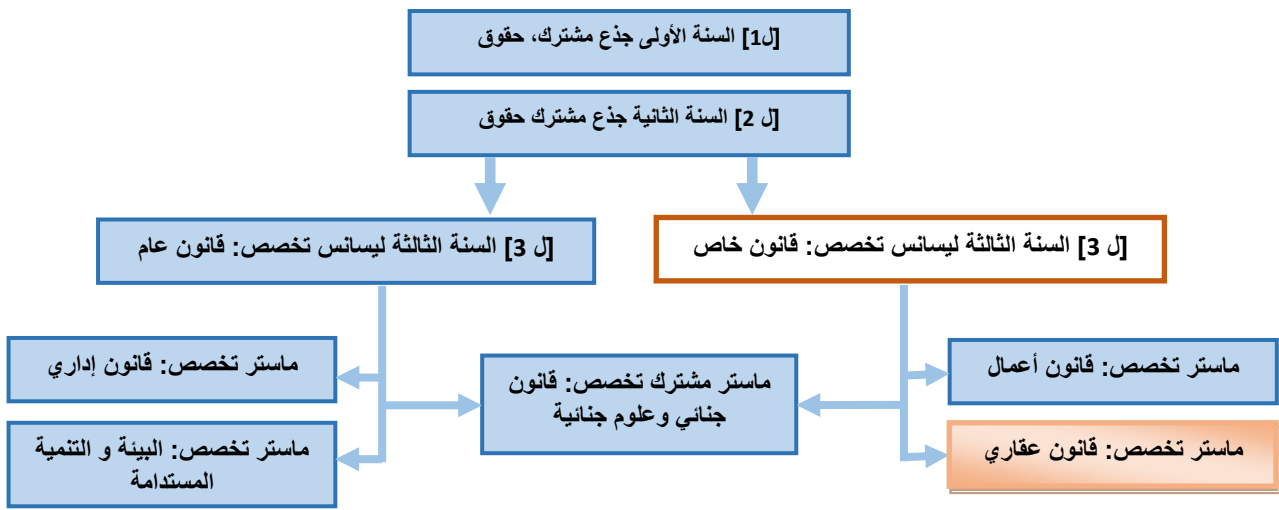 [ل1] السنة الأولى جذع مشترك، حقوق
[ل 2] السنة الثانية جذع مشترك حقوق
[ل 3] السنة الثالثة ليسانس تخصص: قانون خاص
[ل 3] السنة الثالثة ليسانس تخصص: قانون عام
ماستر تخصص: قانون أعمال
ماستر مشترك تخصص: قانون
جنائي وعلوم جنائية
ماستر تخصص: قانون إداري
ماستر تخصص: قانون عقاري
ماستر تخصص: البيئة و التنمية
المستدامة